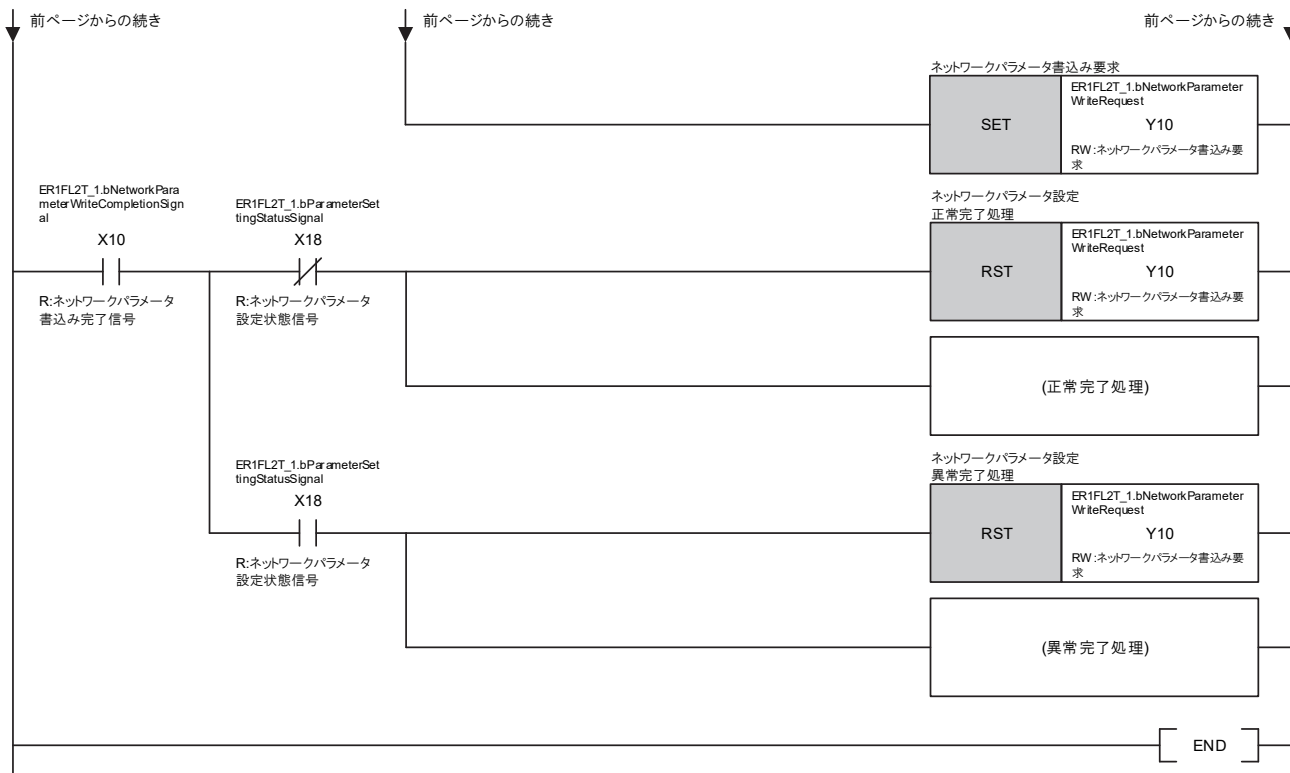 前ページからの続き
前ページからの続き
前ページからの続き
ネットワークパラメータ書込み要求
SET
ER1FL2T_1.bNetworkParameter
WriteRequest
Y10
RW:ネットワークパラメータ書込み要
求
ER1FL2T_1.bNetworkPara
meterWriteCompletionSign
al
X10
R:ネットワークパラメータ
書込み完了信号
ER1FL2T_1.bParameterSet
tingStatusSignal
X18
R:ネットワークパラメータ
設定状態信号
ネットワークパラメータ設定
正常完了処理
RST
ER1FL2T_1.bNetworkParameter
WriteRequest
Y10
RW:ネットワークパラメータ書込み要
求
(正常完了処理)
ER1FL2T_1.bParameterSet
tingStatusSignal
X18
R:ネットワークパラメータ
設定状態信号
ネットワークパラメータ設定
異常完了処理
RST
ER1FL2T_1.bNetworkParameter
WriteRequest
Y10
RW:ネットワークパラメータ書込み要
求
(異常完了処理)
END